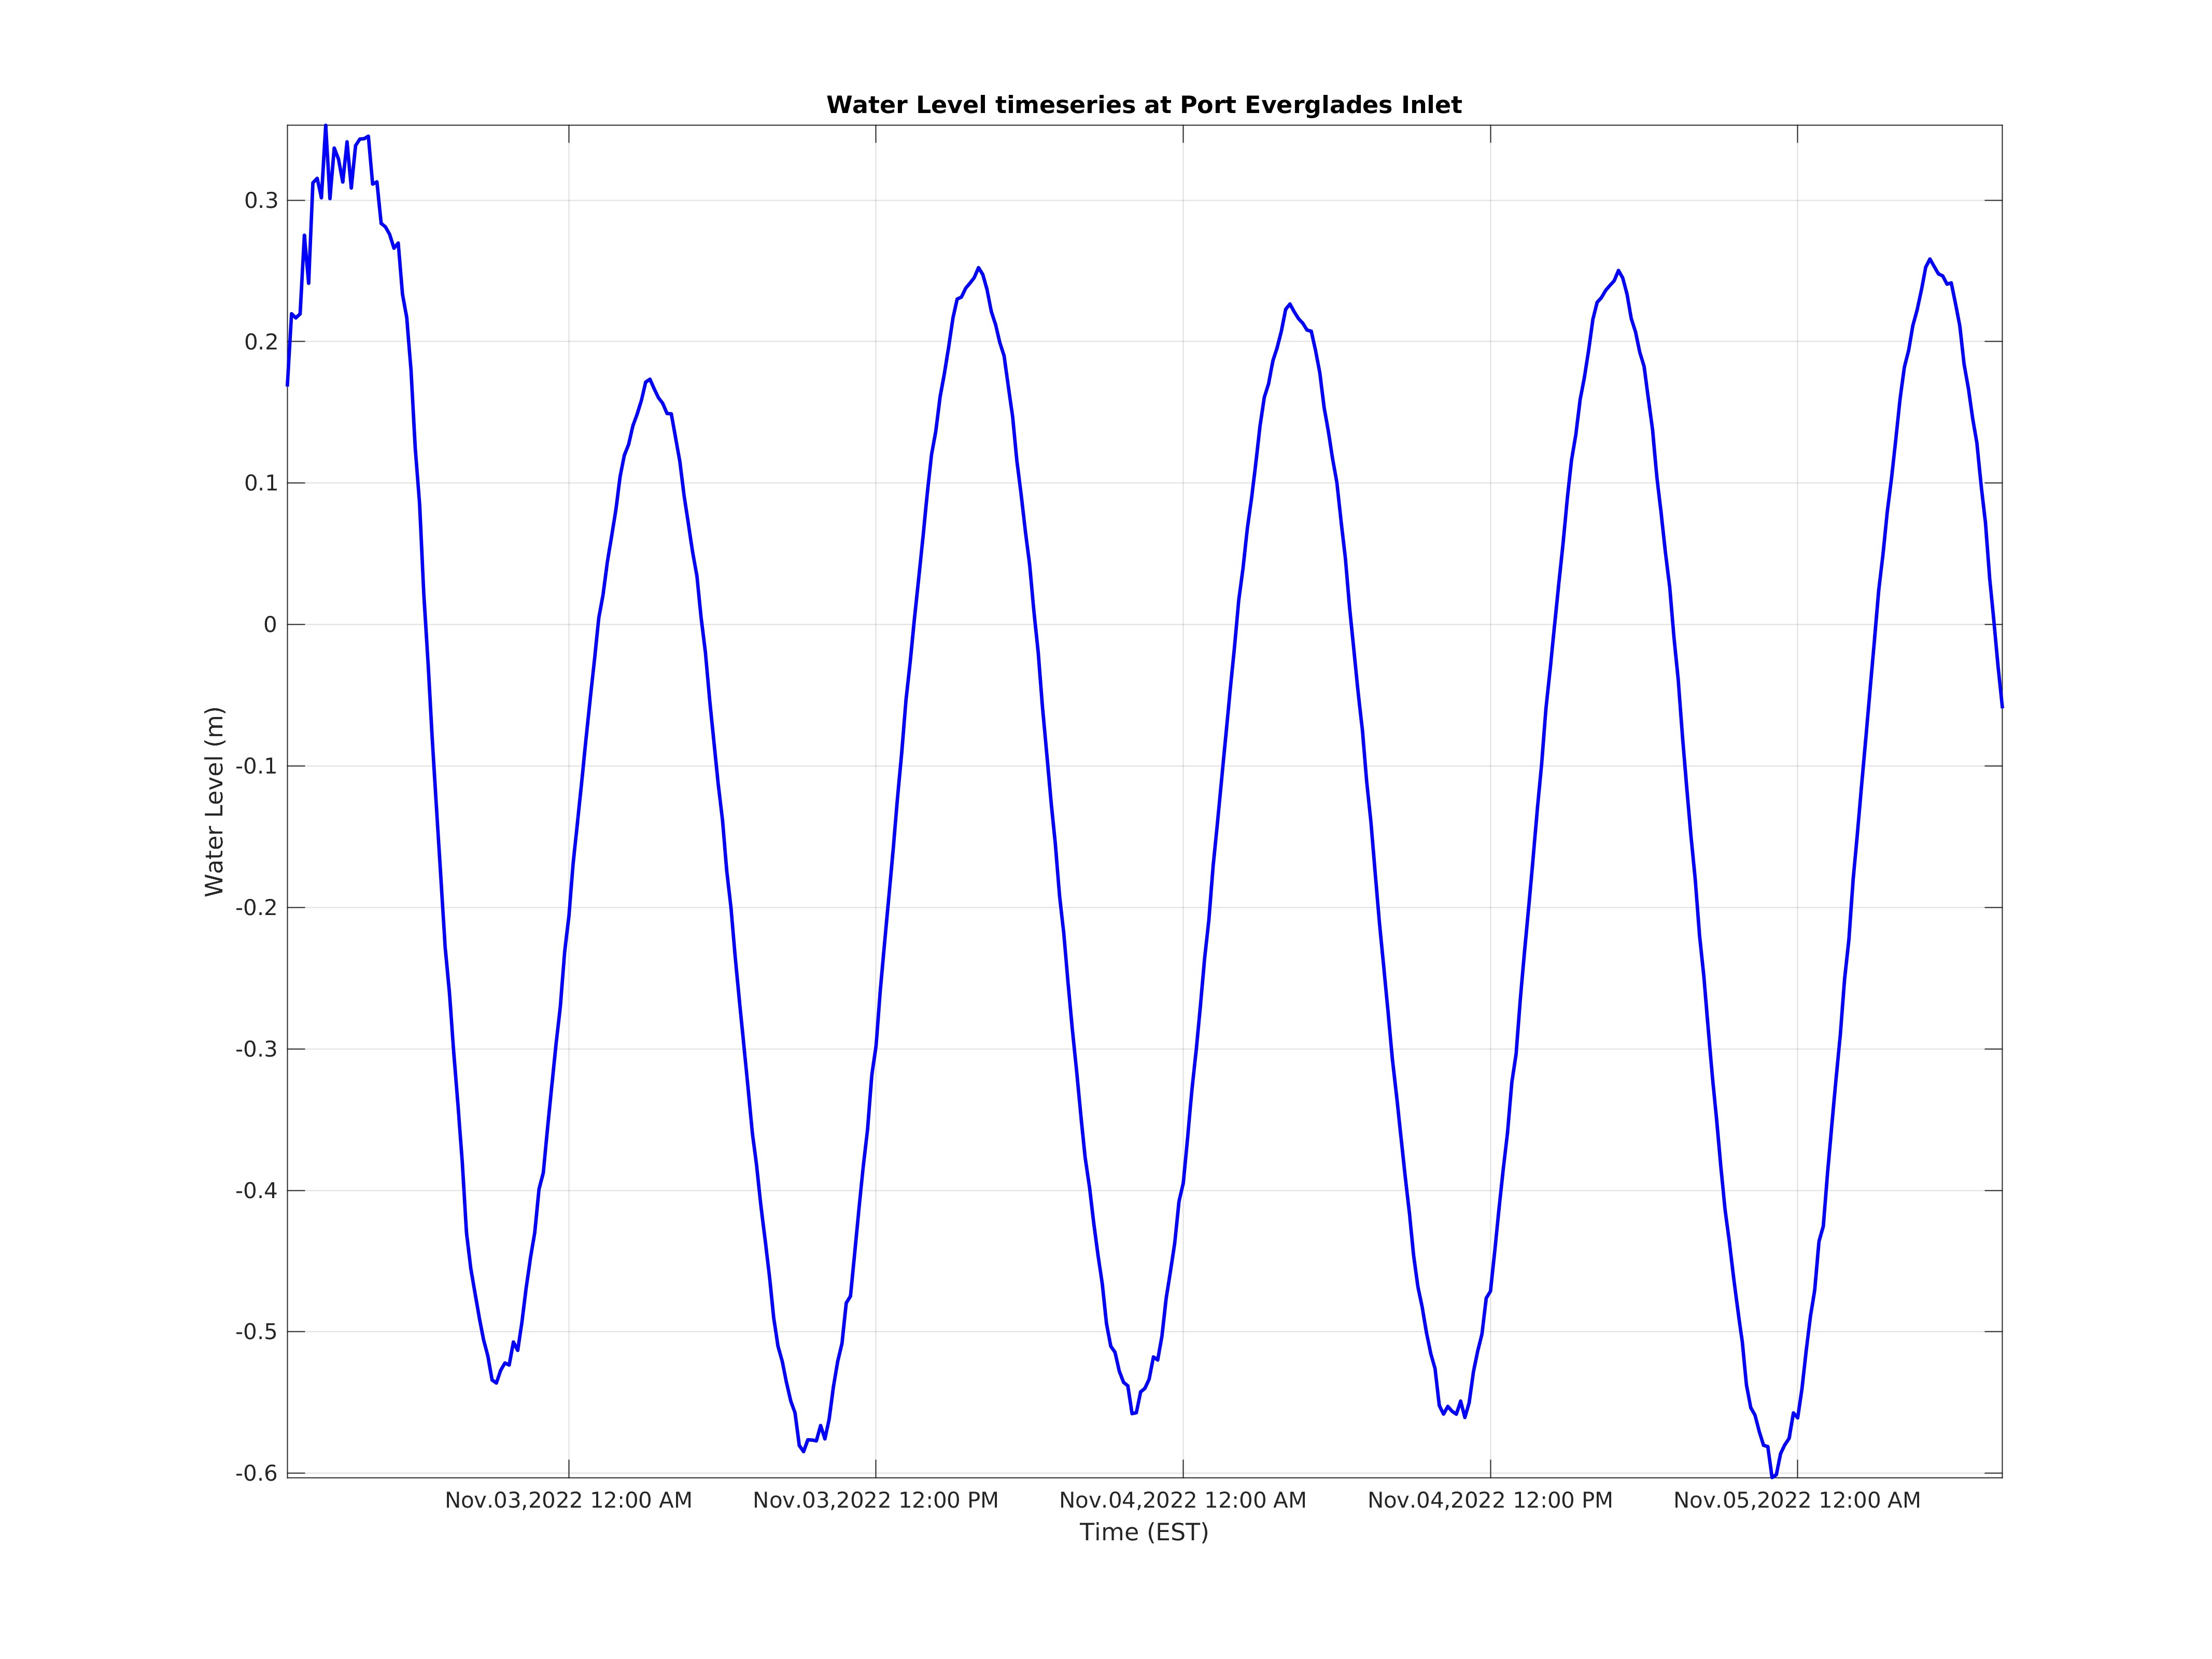 Water Level timeseries at Port Everglades Inlet
0.3
0.2
0.1
0
-0.1
-0.2
-0.3
-0.4
-0.5
-0.6
Water Level (m)
Nov.03,2022 12:00 AM
Nov.03,2022 12:00 PM
Nov.04,2022 12:00 AM
Nov.04,2022 12:00 PM
Nov.05,2022 12:00 AM
Time (EST)